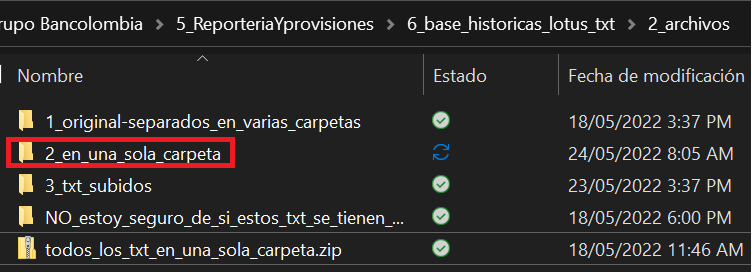 rupo Bancolombia > 5_ReporteriaYprovisiones > 6_base_historicas_lotus_txt > 2_archivos
Nombre Estado Fecha de modificación
1_original-separados_en_varias_carpetas 18/05/2022 3:37 PM
2_en_una_sola_carpeta 24/05/2022 8:05 AM
3_txt_subidos 23/05/2022 3:37 PM
NO_estoy_seguro_de_si_estos_txt_se_tienen_... 18/05/2022 6:00 PM
todos_los_txt_en_una_sola_carpeta.zip 18/05/2022 11:46 AM